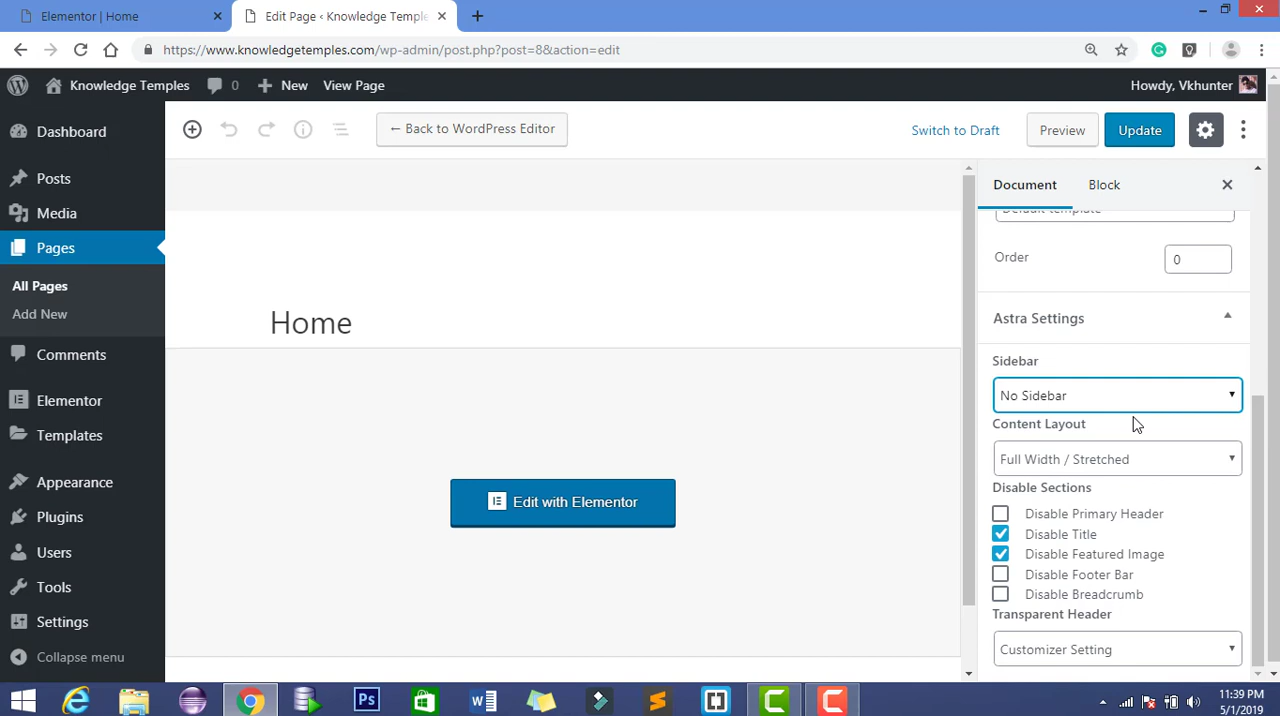 Elementor | Home
Edit Page ‹ Knowledge Temple
https://www.knowledgetemples.com/wp-admin/post.php?post=8&action=edit
Knowledge Temples
0
New
View Page
Howdy, Vkhunter
Dashboard
Posts
Media
Pages
All Pages
Add New
Comments
Elementor
Templates
Appearance
Plugins
Users
Tools
Settings
Collapse menu
← Back to WordPress Editor
Switch to Draft
Preview
Update
Home
Edit with Elementor
Document
Block
Default template
Order
0
Astra Settings
Sidebar
No Sidebar
Content Layout
Full Width / Stretched
Disable Sections
Disable Primary Header
Disable Title
Disable Featured Image
Disable Footer Bar
Disable Breadcrumb
Transparent Header
Customizer Setting
Ps
11:39 PM
5/1/2019